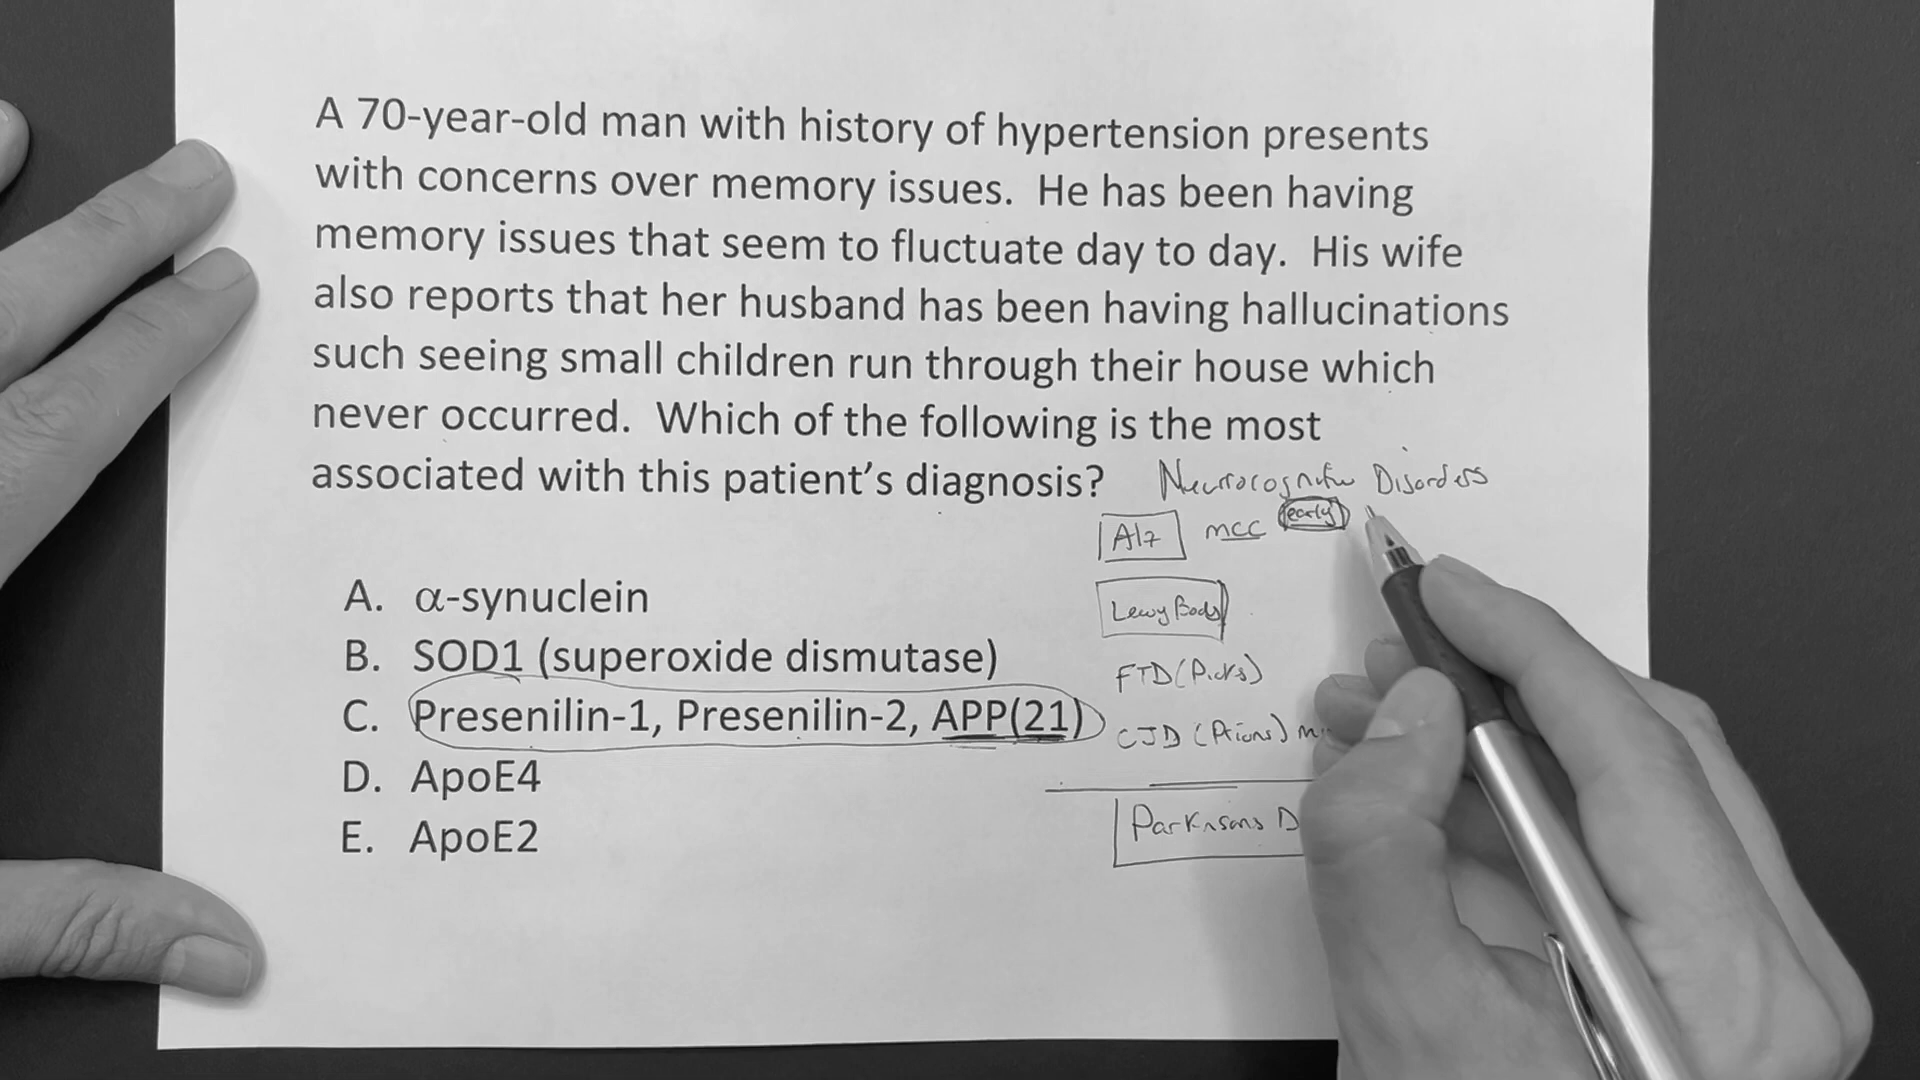 A 70-year-old man with history of hypertension presents
with concerns over memory issues.  He has been having
memory issues that seem to fluctuate day to day.  His wife
also reports that her husband has been having hallucinations
such seeing small children run through their house which
never occurred.  Which of the following is the most
associated with this patient's diagnosis?
Neurocognitive Disorders
Alz MCC early
Lewy Body
FTD (Picks)
CJD (Prions)
Parkinsons D
A. α-synuclein
B. SOD1 (superoxide dismutase)
C. Presenilin-1, Presenilin-2, APP(21)
D. ApoE4
E. ApoE2